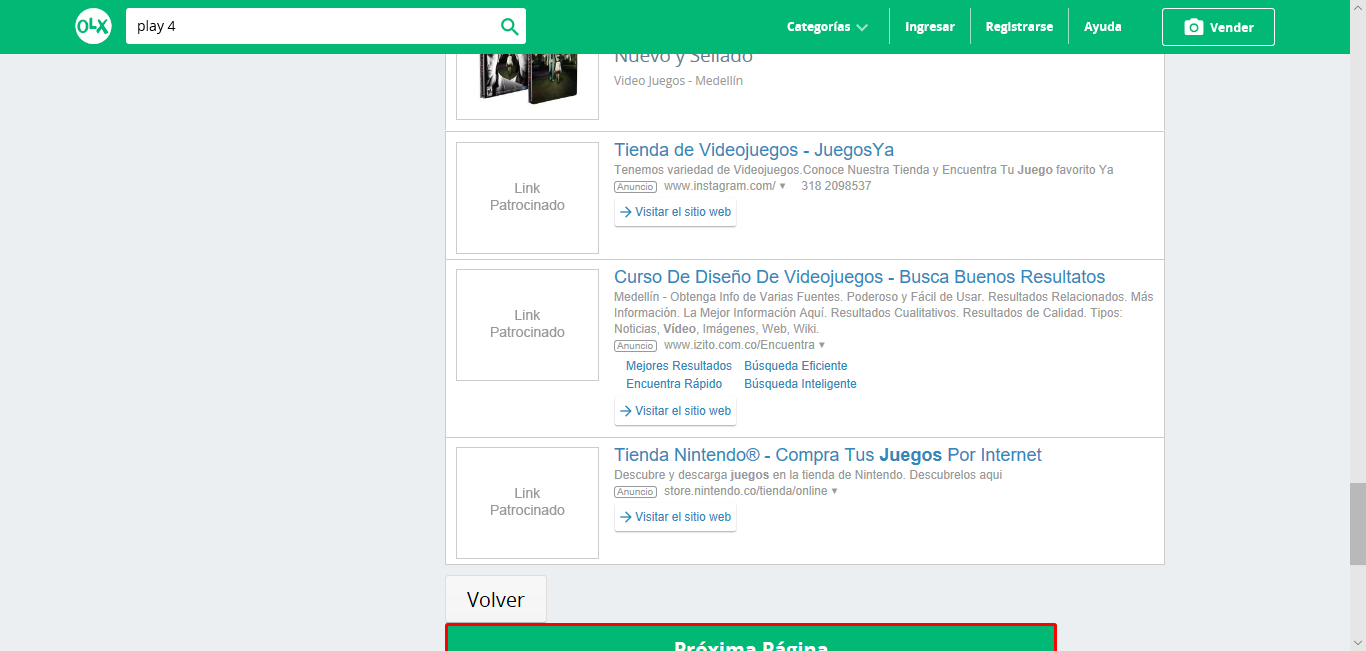 OLX
play 4
Categorías
Ingresar
Registrarse
Ayuda
Vender
Nuevo y Sellado
Video Juegos - Medellín
Link
Patrocinado
Tienda de Videojuegos - JuegosYa
Tenemos variedad de Videojuegos.Conoce Nuestra Tienda y Encuentra Tu Juego favorito Ya
Anuncio www.instagram.com/ ▼ 318 2098537
→ Visitar el sitio web
Link
Patrocinado
Curso De Diseño De Videojuegos - Busca Buenos Resultatos
Medellín - Obtenga Info de Varias Fuentes. Poderoso y Fácil de Usar. Resultados Relacionados. Más
Información. La Mejor Información Aquí. Resultados Cualitativos. Resultados de Calidad. Tipos:
Noticias, Vídeo, Imágenes, Web, Wiki.
Anuncio www.izito.com.co/Encuentra ▼
Mejores Resultados Búsqueda Eficiente
Encuentra Rápido Búsqueda Inteligente
→ Visitar el sitio web
Link
Patrocinado
Tienda Nintendo® - Compra Tus Juegos Por Internet
Descubre y descarga juegos en la tienda de Nintendo. Descubrelos aqui
Anuncio store.nintendo.co/tienda/online ▼
→ Visitar el sitio web
Volver
Próxima Página